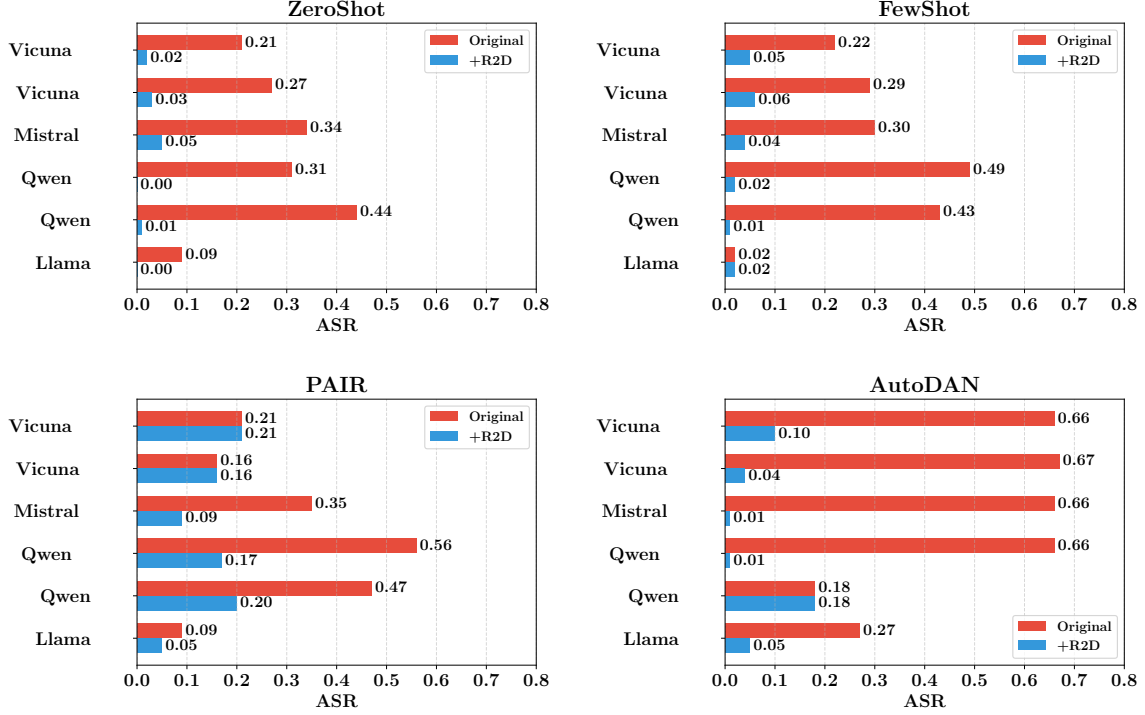 ZeroShot
Vicuna 0.21
0.02
Vicuna 0.27
0.03
Mistral 0.34
0.05
Qwen 0.31
0.00
Qwen 0.44
0.01
Llama 0.09
0.00
Original
+R2D
0.0 0.1 0.2 0.3 0.4 0.5 0.6 0.7 0.8
ASR
FewShot
Vicuna 0.22
0.05
Vicuna 0.29
0.06
Mistral 0.30
0.04
Qwen 0.49
0.02
Qwen 0.43
0.01
Llama 0.02
0.02
Original
+R2D
0.0 0.1 0.2 0.3 0.4 0.5 0.6 0.7 0.8
ASR
PAIR
Vicuna 0.21
0.21
Vicuna 0.16
0.16
Mistral 0.35
0.09
Qwen 0.56
0.17
Qwen 0.47
0.20
Llama 0.09
0.05
Original
+R2D
0.0 0.1 0.2 0.3 0.4 0.5 0.6 0.7 0.8
ASR
AutoDAN
Vicuna 0.66
0.10
Vicuna 0.67
0.04
Mistral 0.66
0.01
Qwen 0.66
0.01
Qwen 0.18
0.18
Llama 0.27
0.05
Original
+R2D
0.0 0.1 0.2 0.3 0.4 0.5 0.6 0.7 0.8
ASR